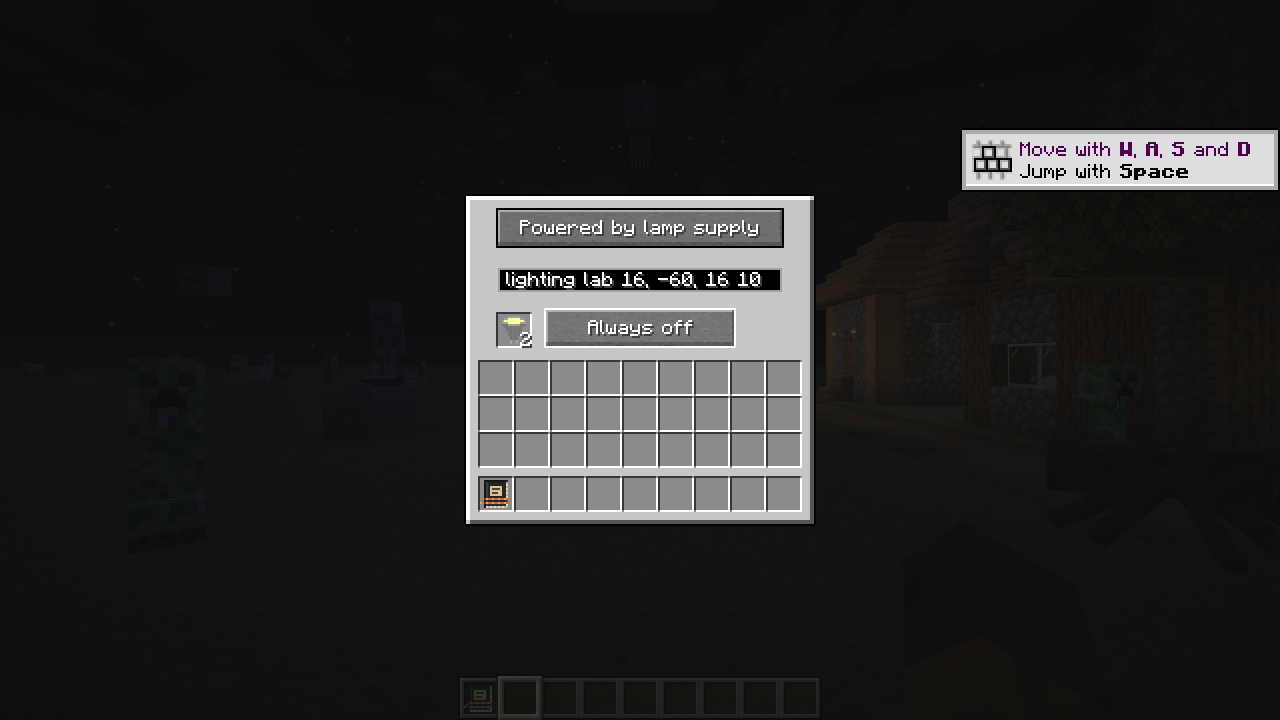 Move with W, A, S and D
Jump with Space
Powered by lamp supply
lighting lab 16, -60, 16 10
2
Always off